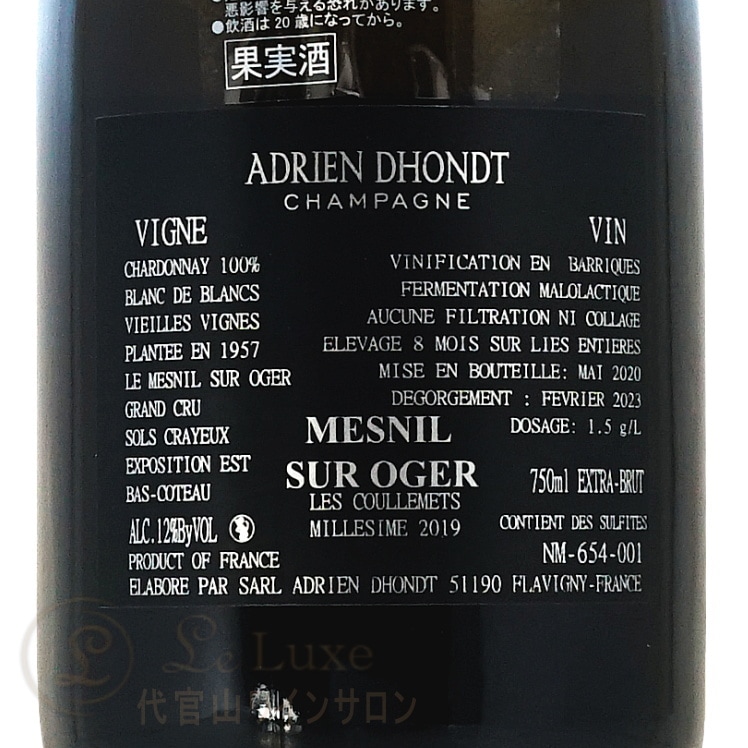 悪影響を与える恐れがあります。
●飲酒は20歳になってから。
果実酒
ADRIEN DHONDT
CHAMPAGNE
VIGNE
CHARDONNAY 100%
BLANC DE BLANCS
VIEILLES VIGNES
PLANTEE EN 1957
LE MESNIL SUR OGER
GRAND CRU
SOLS CRAYEUX
EXPOSITION EST
BAS-COTEAU
VIN
VINIFICATION EN BARRIQUES
FERMENTATION MALOLACTIQUE
AUCUNE FILTRATION NI COLLAGE
ELEVAGE 8 MOIS SUR LIES ENTIERES
MISE EN BOUTEILLE: MAI 2020
DEGORGEMENT : FEVRIER 2023
DOSAGE: 1.5 g/L
MESNIL
SUR OGER
LES COULLEMETS
MILLESIME 2019
750ml EXTRA-BRUT
CONTIENT DES SULFITES
ALC.12%ByVOL
NM-654-001
PRODUCT OF FRANCE
ELABORE PAR SARL ADRIEN DHONDT 51190 FLAVIGNY-FRANCE
Le Luxe
代官山ワインサロン